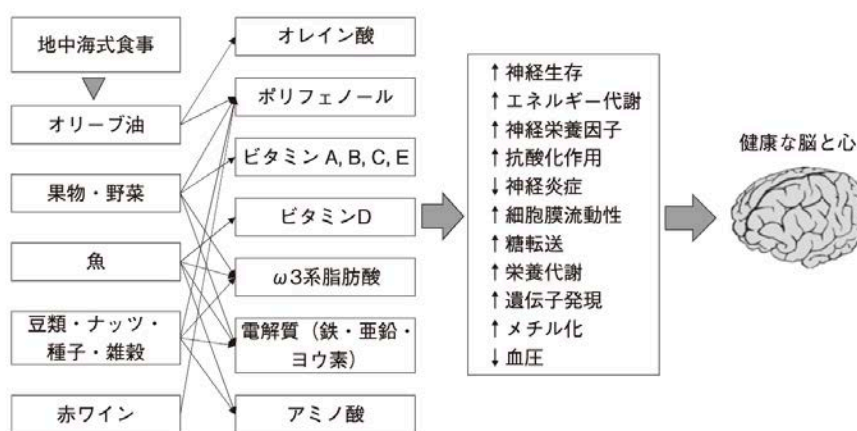 地中海式食事
オリーブ油
果物・野菜
魚
豆類・ナッツ・
種子・雑穀
赤ワイン
オレイン酸
ポリフェノール
ビタミン A, B, C, E
ビタミンD
ω3系脂肪酸
電解質（鉄・亜鉛・
ヨウ素）
アミノ酸
↑神経生存
↑エネルギー代謝
↑神経栄養因子
↑抗酸化作用
↓神経炎症
↑細胞膜流動性
↑糖転送
↑栄養代謝
↑遺伝子発現
↑メチル化
↓血圧
健康な脳と心